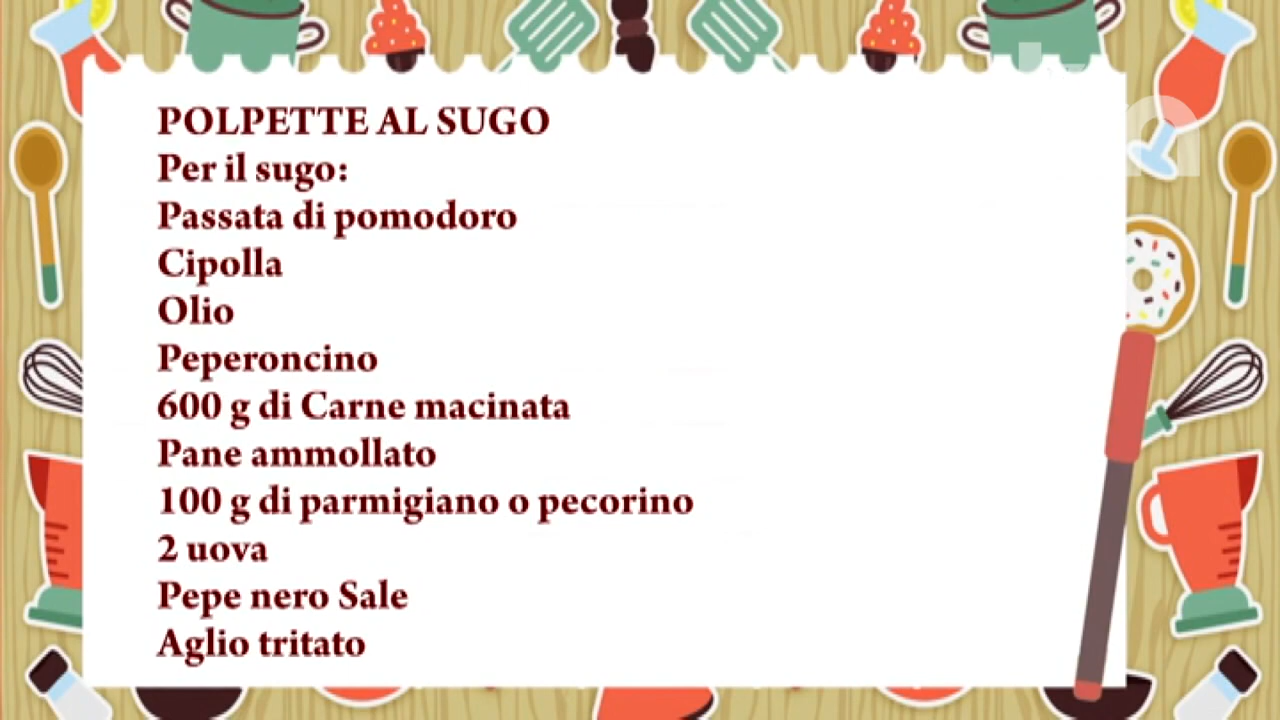 POLPETTE AL SUGO
Per il sugo:
Passata di pomodoro
Cipolla
Olio
Peperoncino
600 g di Carne macinata
Pane ammollato
100 g di parmigiano o pecorino
2 uova
Pepe nero Sale
Aglio tritato